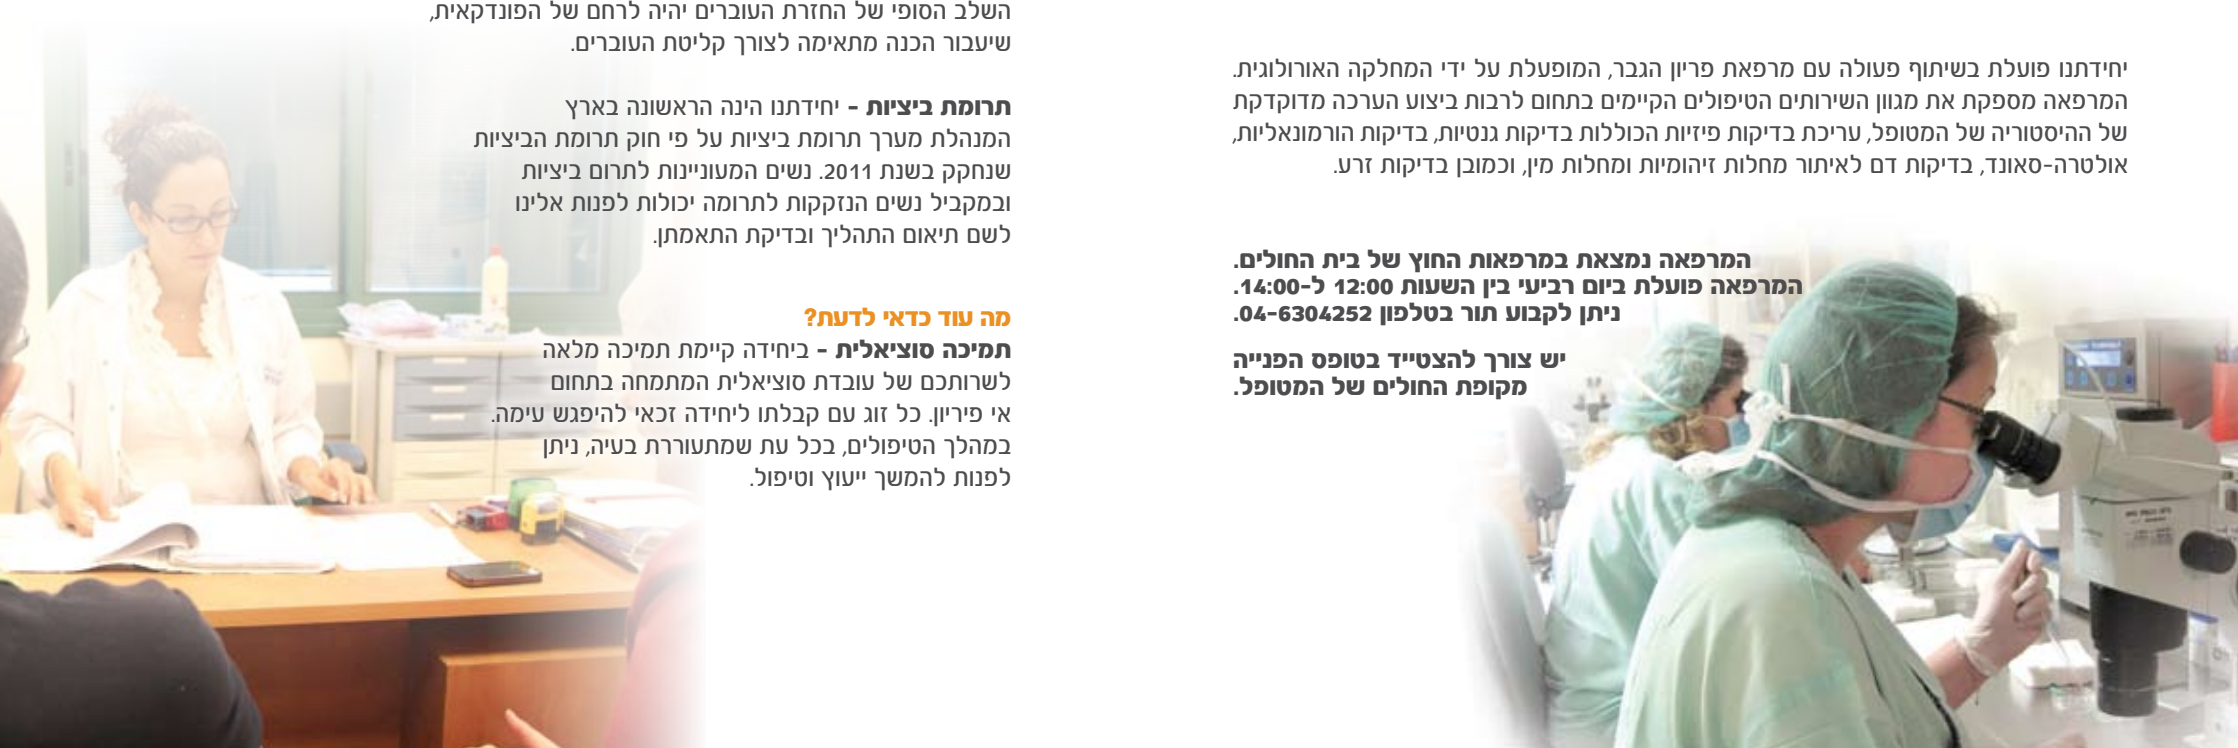 יחידתנו פועלת בשיתוף פעולה עם מרפאת פריון הגבר, המופעלת על ידי המחלקה האורולוגית.
המרפאה מספקת את מגוון השירותים הטיפולים הקיימים בתחום לרבות ביצוע הערכה מדוקדקת
של ההיסטוריה של המטופל, עריכת בדיקות פיזיות הכוללות בדיקות גנטיות, בדיקות הורמונאליות,
אולטרה-סאונד, בדיקות דם לאיתור מחלות זיהומיות ומחלות מין, וכמובן בדיקות זרע.
המרפאה נמצאת במרפאות החוץ של בית החולים.
המרפאה פועלת ביום רביעי בין השעות 12:00 ל-14:00.
ניתן לקבוע תור בטלפון 04-6304252.
יש צורך להצטייד בטופס הפנייה
מקופת החולים של המטופל.
השלב הסופי של החזרת העוברים יהיה לרחם של הפונדקאית,
שיעבור הכנה מתאימה לצורך קליטת העוברים.
תרומת ביציות - יחידתנו הינה הראשונה בארץ
המנהלת מערך תרומת ביציות על פי חוק תרומת הביציות
שנחקק בשנת 2011. נשים המעוניינות לתרום ביציות
ובמקביל נשים הנזקקות לתרומה יכולות לפנות אלינו
לשם תיאום התהליך ובדיקת התאמתן.
מה עוד כדאי לדעת?
תמיכה סוציאלית - ביחידה קיימת תמיכה מלאה
לשרותכם של עובדת סוציאלית המתמחה בתחום
אי פיריון. כל זוג עם קבלתו ליחידה זכאי להיפגש עימה.
במהלך הטיפולים, בכל עת שמתעוררת בעיה, ניתן
לפנות להמשך ייעוץ וטיפול.